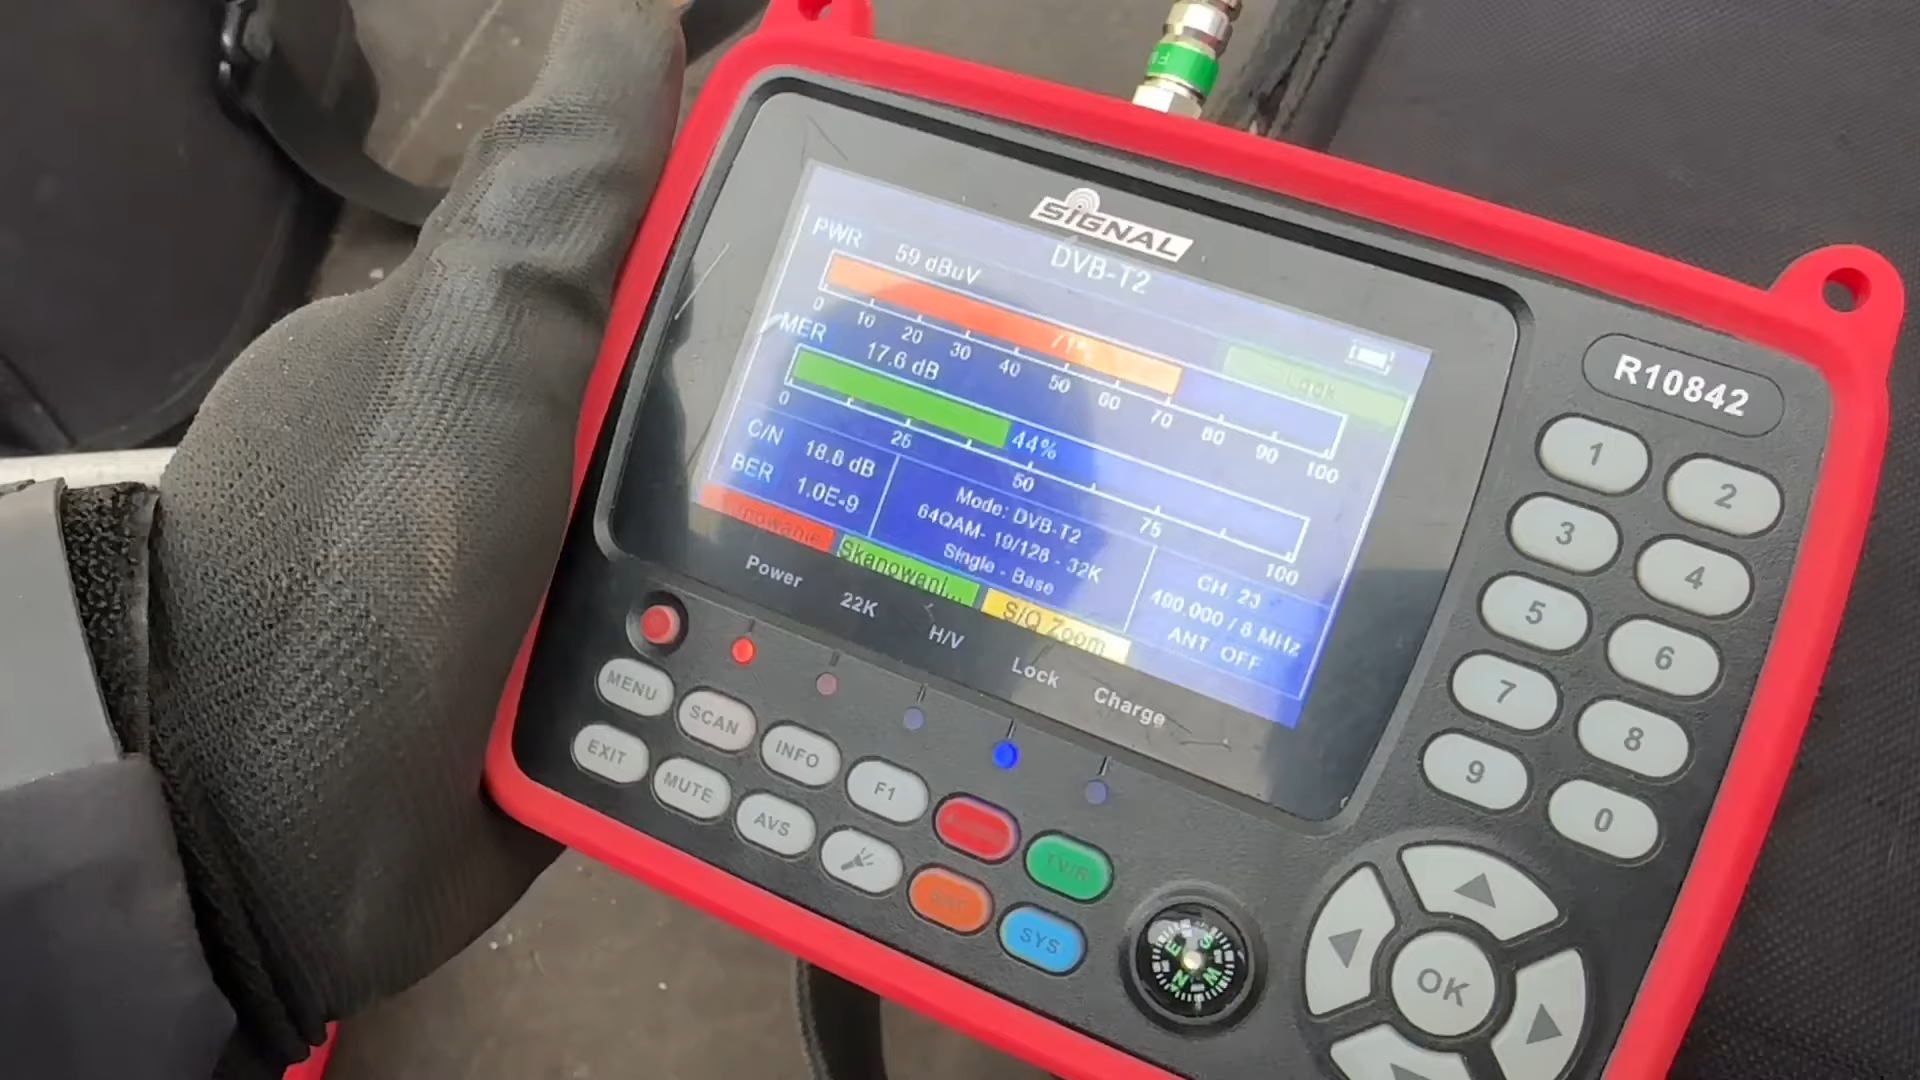 SIGNAL
DVB-T2
PWR
59 dBuV
71%
0 10 20 30 40 50 60 70 80 90 100
MER
17.6 dB
44%
0 25 50 75 100
C/N
18.8 dB
BER
1.0E-9
Mode: DVB-T2
64QAM- 19/128 - 32K
Single - Base
CH. 23
490.000 / 8 MHz
ANT OFF
Skanowani...
S/Q Zoom
Power
22K
H/V
Lock
Charge
R10842
1
2
3
4
5
6
7
8
9
0
MENU
SCAN
INFO
F1
EXIT
MUTE
AVS
TV/R
SAT
SYS
OK
E
S
N
W